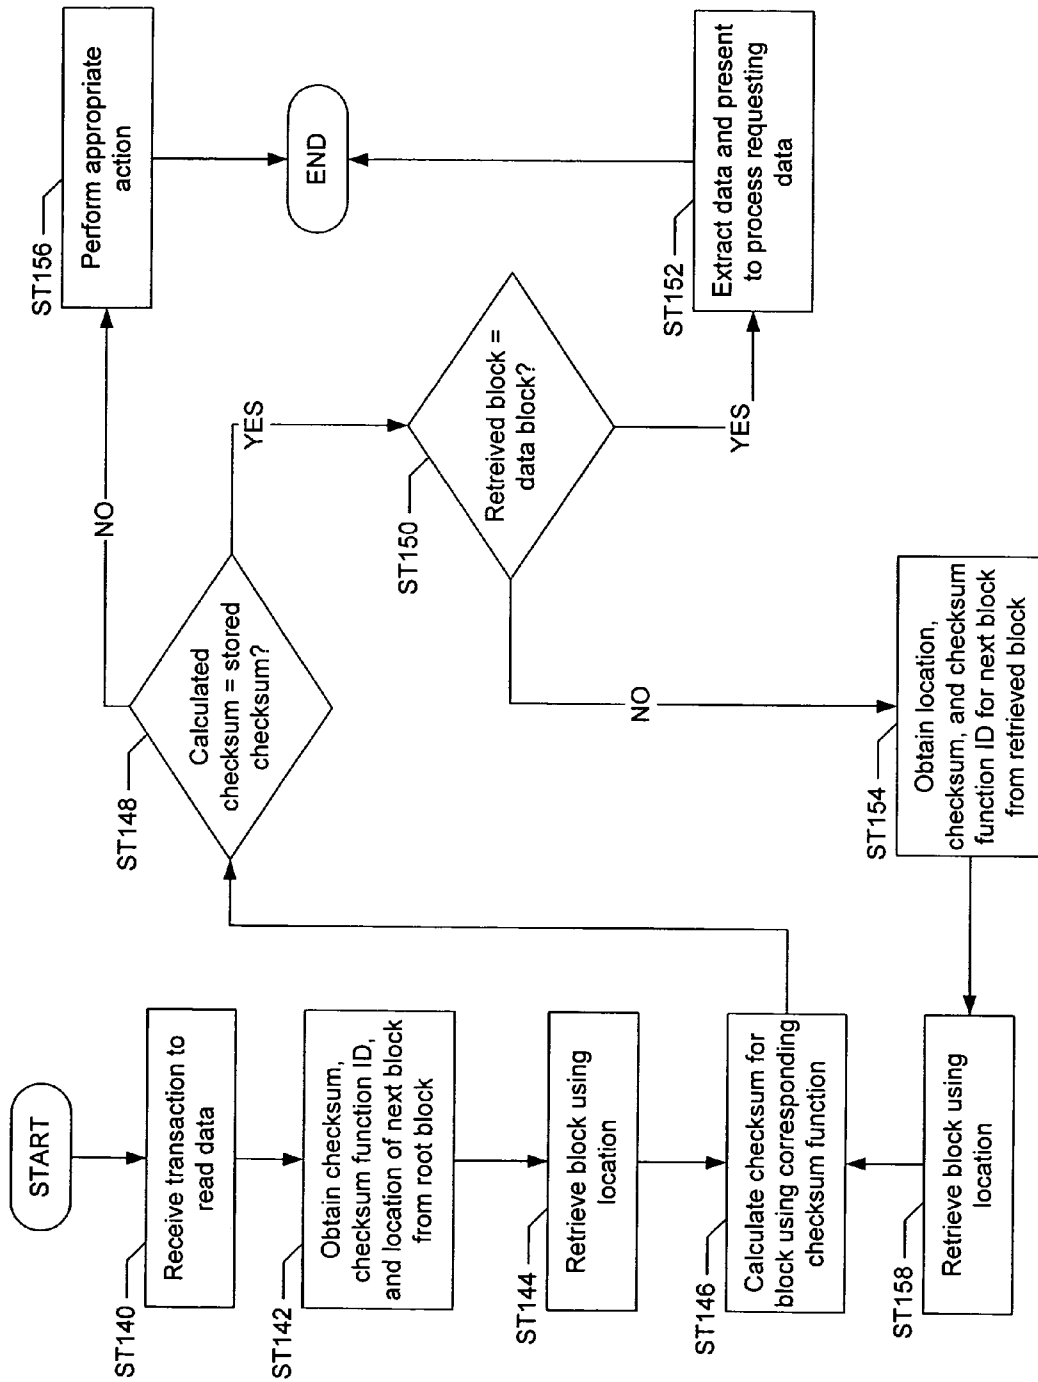 START
ST140
Receive transaction to
read data
ST142
Obtain checksum,
checksum function ID,
and location of next block
from root block
ST144
Retrieve block using
location
ST146
Calculate checksum for
block using corresponding
checksum function
ST158
Retrieve block using
location
ST148
Calculated
checksum = stored
checksum?
NO
YES
ST156
Perform appropriate
action
END
ST150
Retreived block =
data block?
YES
NO
ST152
Extract data and present
to process requesting
data
ST154
Obtain location,
checksum, and checksum
function ID for next block
from retrieved block